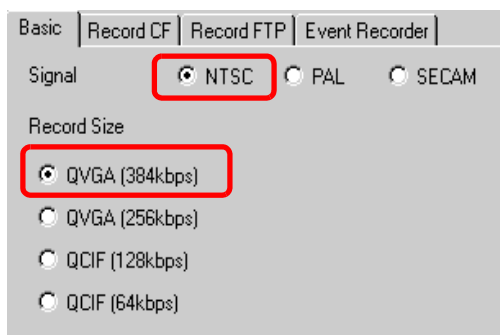 Basic Record CF Record FTP Event Recorder
Signal NTSC PAL SECAM
Record Size
QVGA (384kbps)
QVGA (256kbps)
QCIF (128kbps)
QCIF (64kbps)